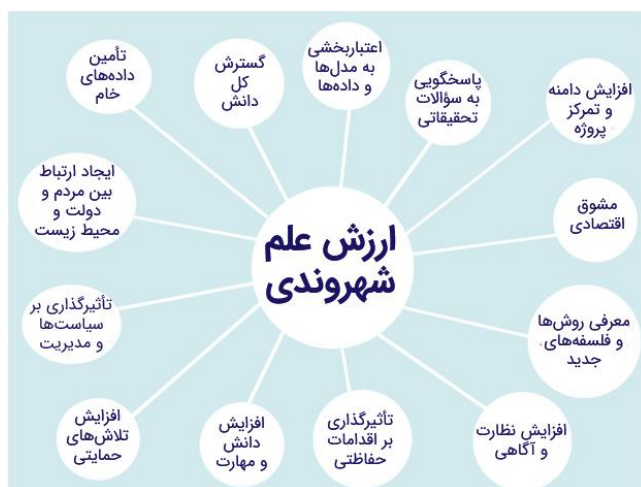 ارزش علم
شهروندی
اعتباربخشی
به مدل‌ها
و داده‌ها
پاسخگویی
به سؤالات
تحقیقاتی
افزایش دامنه
و تمرکز
پروژه
مشوق
اقتصادی
معرفی روش‌ها
و فلسفه‌های
جدید
افزایش نظارت
و آگاهی
تأثیرگذاری
بر اقدامات
حفاظتی
افزایش
دانش
و مهارت
افزایش
تلاش‌های
حمایتی
تأثیرگذاری بر
سیاست‌ها
و مدیریت
ایجاد ارتباط
بین مردم و
دولت و
محیط زیست
تأمین
داده‌های
خام
گسترش
کل
دانش